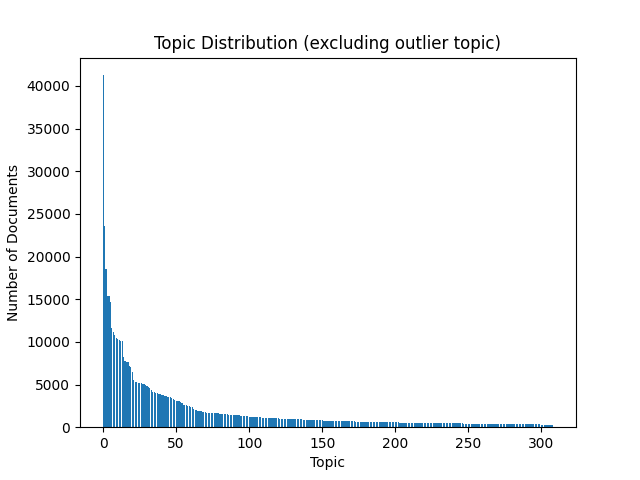 Topic Distribution (excluding outlier topic)
40000
35000
30000
25000
20000
15000
10000
5000
0
Number of Documents
0 50 100 150 200 250 300
Topic